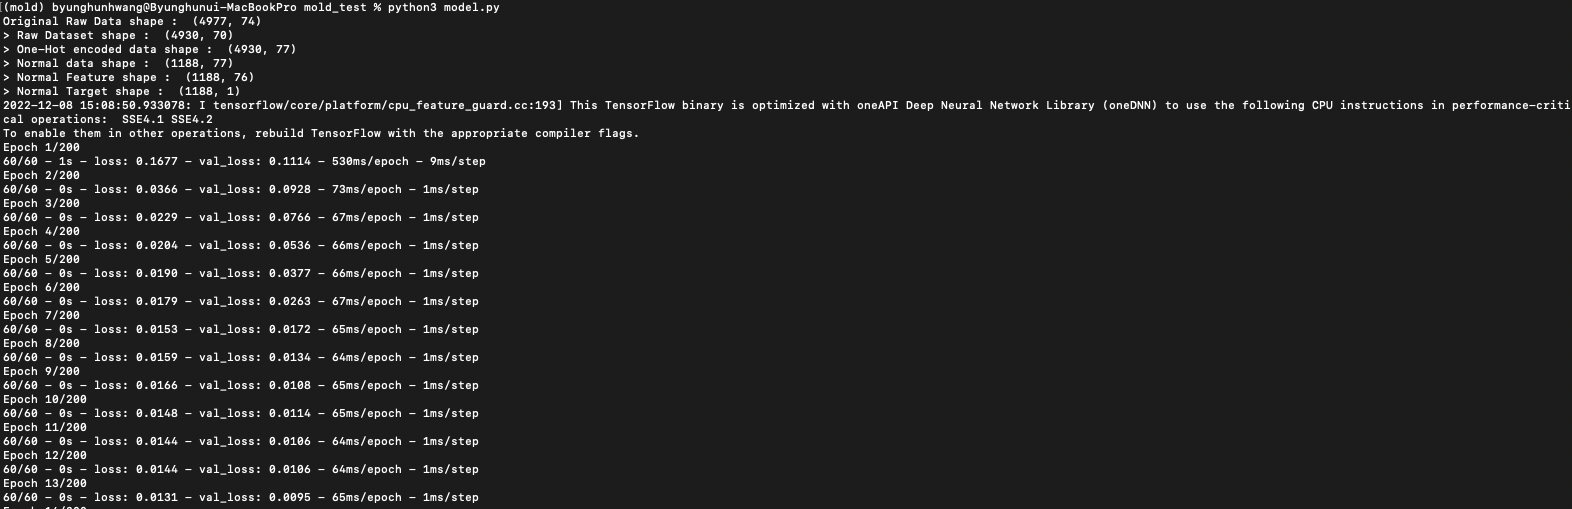 [(mold) byunghunhwang@Byunghunui-MacBookPro mold_test % python3 model.py
Original Raw Data shape :  (4977, 74)
> Raw Dataset shape :  (4930, 70)
> One-Hot encoded data shape :  (4930, 77)
> Normal data shape :  (1188, 77)
> Normal Feature shape :  (1188, 76)
> Normal Target shape :  (1188, 1)
2022-12-08 15:08:50.933078: I tensorflow/core/platform/cpu_feature_guard.cc:193] This TensorFlow binary is optimized with oneAPI Deep Neural Network Library (oneDNN) to use the following CPU instructions in performance-criti
cal operations:  SSE4.1 SSE4.2
To enable them in other operations, rebuild TensorFlow with the appropriate compiler flags.
Epoch 1/200
60/60 - 1s - loss: 0.1677 - val_loss: 0.1114 - 530ms/epoch - 9ms/step
Epoch 2/200
60/60 - 0s - loss: 0.0366 - val_loss: 0.0928 - 73ms/epoch - 1ms/step
Epoch 3/200
60/60 - 0s - loss: 0.0229 - val_loss: 0.0766 - 67ms/epoch - 1ms/step
Epoch 4/200
60/60 - 0s - loss: 0.0204 - val_loss: 0.0536 - 66ms/epoch - 1ms/step
Epoch 5/200
60/60 - 0s - loss: 0.0190 - val_loss: 0.0377 - 66ms/epoch - 1ms/step
Epoch 6/200
60/60 - 0s - loss: 0.0179 - val_loss: 0.0263 - 67ms/epoch - 1ms/step
Epoch 7/200
60/60 - 0s - loss: 0.0153 - val_loss: 0.0172 - 65ms/epoch - 1ms/step
Epoch 8/200
60/60 - 0s - loss: 0.0159 - val_loss: 0.0134 - 64ms/epoch - 1ms/step
Epoch 9/200
60/60 - 0s - loss: 0.0166 - val_loss: 0.0108 - 65ms/epoch - 1ms/step
Epoch 10/200
60/60 - 0s - loss: 0.0148 - val_loss: 0.0114 - 65ms/epoch - 1ms/step
Epoch 11/200
60/60 - 0s - loss: 0.0144 - val_loss: 0.0106 - 64ms/epoch - 1ms/step
Epoch 12/200
60/60 - 0s - loss: 0.0144 - val_loss: 0.0106 - 64ms/epoch - 1ms/step
Epoch 13/200
60/60 - 0s - loss: 0.0131 - val_loss: 0.0095 - 65ms/epoch - 1ms/step